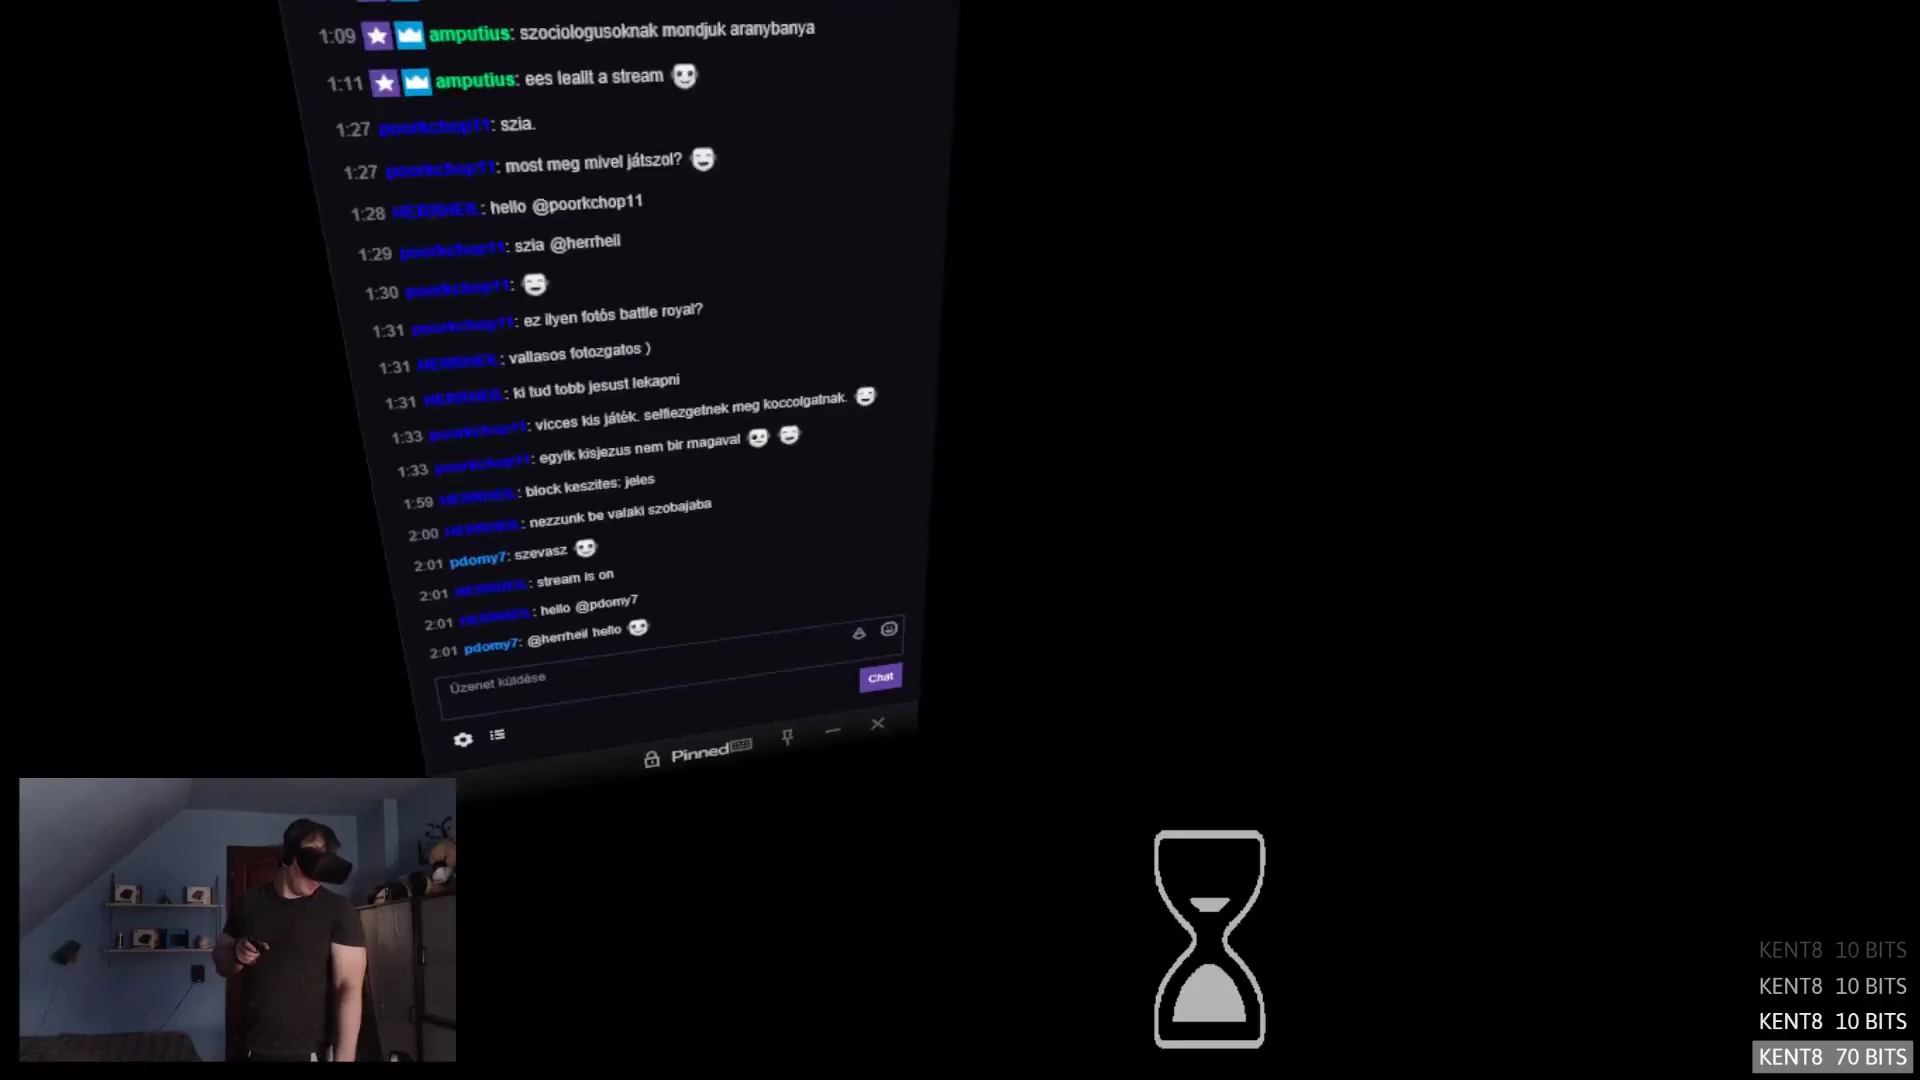 1:09 amputius: szociologusoknak mondjuk aranybanya
1:11 amputius: ees leallt a stream
1:27 poorkchop11: szia.
1:27 poorkchop11: most meg mivel játszol?
1:28 HERRHEIL: hello @poorkchop11
1:29 poorkchop11: szia @herrheil
1:30 poorkchop11:
1:31 poorkchop11: ez ilyen fotós battle royal?
1:31 HERRHEIL: vallasos fotozgatos )
1:31 HERRHEIL: ki tud tobb jesust lekapni
1:33 poorkchop11: vicces kis játék. selfiezgetnek meg koccolgatnak.
1:33 poorkchop11: egyik kisjezus nem bir magaval
1:59 HERRHEIL: block keszites: jeles
2:00 HERRHEIL: nezzunk be valaki szobajaba
2:01 pdomy7: szevasz
2:01 HERRHEIL: stream is on
2:01 HERRHEIL: hello @pdomy7
2:01 pdomy7: @herrheil hello
Üzenet küldése
Chat
Pinned
KENT8 10 BITS
KENT8 10 BITS
KENT8 10 BITS
KENT8 70 BITS